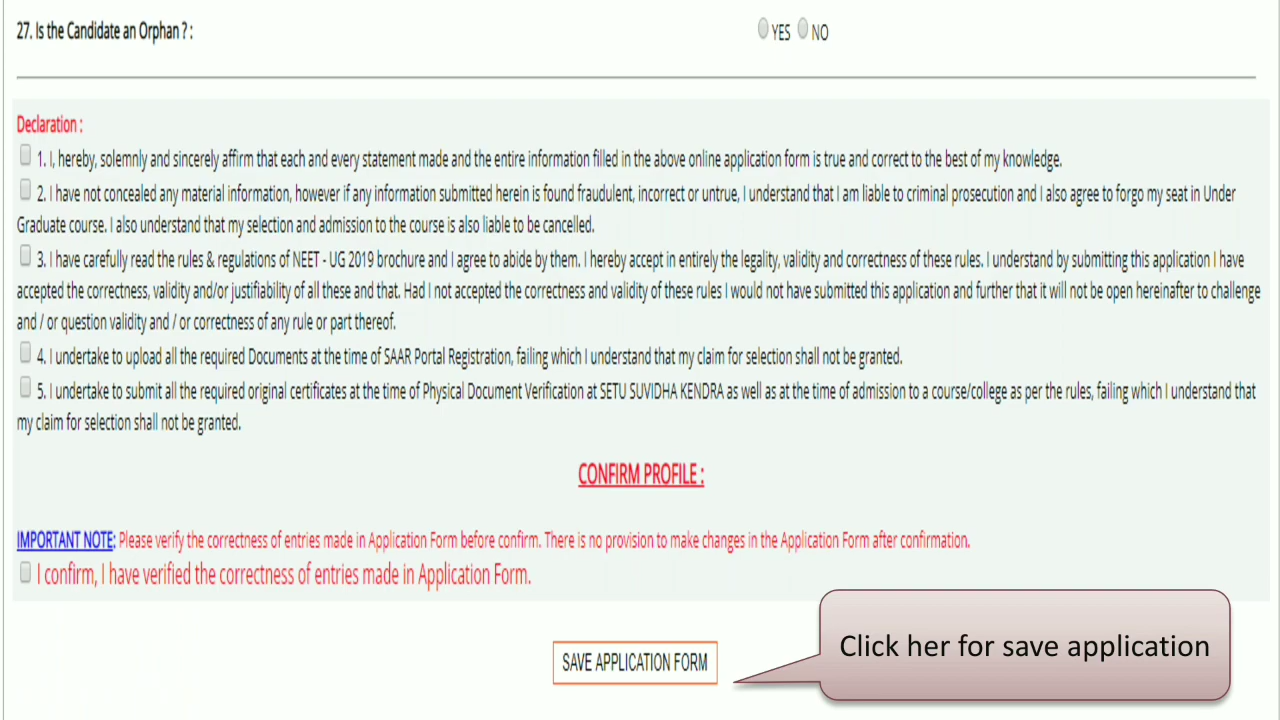 27. Is the Candidate an Orphan ? :
YES NO
Declaration :
1. I, hereby, solemnly and sincerely affirm that each and every statement made and the entire information filled in the above online application form is true and correct to the best of my knowledge.
2. I have not concealed any material information, however if any information submitted herein is found fraudulent, incorrect or untrue, I understand that I am liable to criminal prosecution and I also agree to forgo my seat in Under
Graduate course. I also understand that my selection and admission to the course is also liable to be cancelled.
3. I have carefully read the rules & regulations of NEET - UG 2019 brochure and I agree to abide by them. I hereby accept in entirely the legality, validity and correctness of these rules. I understand by submitting this application I have
accepted the correctness, validity and/or justifiability of all these and that. Had I not accepted the correctness and validity of these rules I would not have submitted this application and further that it will not be open hereinafter to challenge
and / or question validity and / or correctness of any rule or part thereof.
4. I undertake to upload all the required Documents at the time of SAAR Portal Registration, failing which I understand that my claim for selection shall not be granted.
5. I undertake to submit all the required original certificates at the time of Physical Document Verification at SETU SUVIDHA KENDRA as well as at the time of admission to a course/college as per the rules, failing which I understand that
my claim for selection shall not be granted.
CONFIRM PROFILE :
IMPORTANT NOTE: Please verify the correctness of entries made in Application Form before confirm. There is no provision to make changes in the Application Form after confirmation.
I confirm, I have verified the correctness of entries made in Application Form.
SAVE APPLICATION FORM
Click her for save application